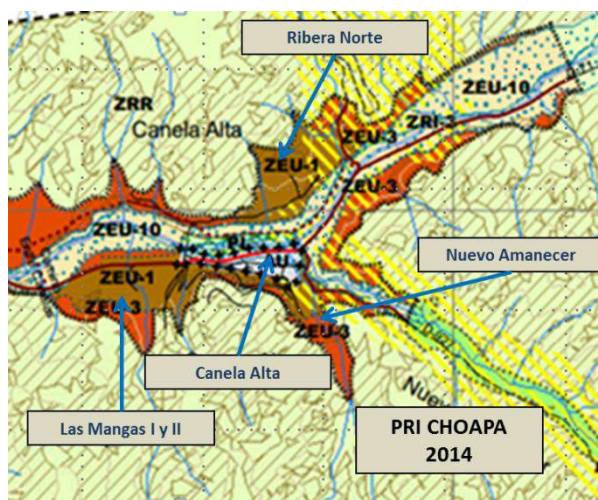 Ribera Norte
ZRR
Canela Alta
ZEU-10
ZEU-3
ZRI-3
ZEU-1
ZEU-3
ZEU-10
PL
ZEU-1
ZEU-3
ZEU-3
Nuevo Amanecer
Canela Alta
Las Mangas I y II
PRI CHOAPA
2014